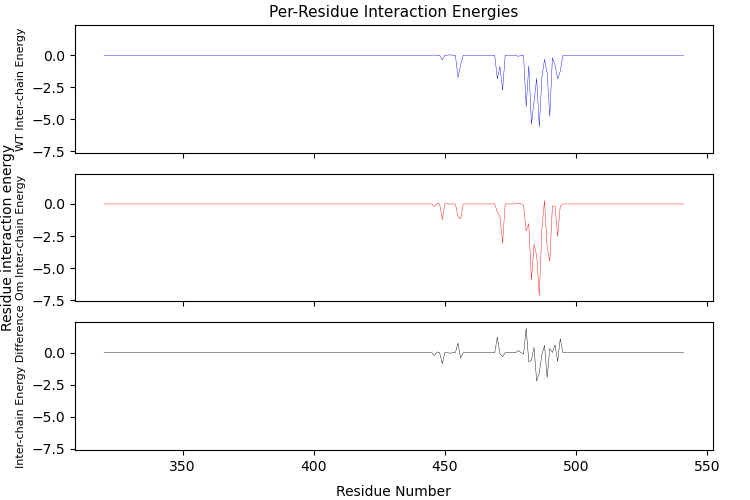 Per-Residue Interaction Energies
Residue interaction energy
WT Inter-chain Energy
0.0
−2.5
−5.0
−7.5
Om Inter-chain Energy
0.0
−2.5
−5.0
−7.5
Inter-chain Energy Difference
0.0
−2.5
−5.0
−7.5
350 400 450 500 550
Residue Number